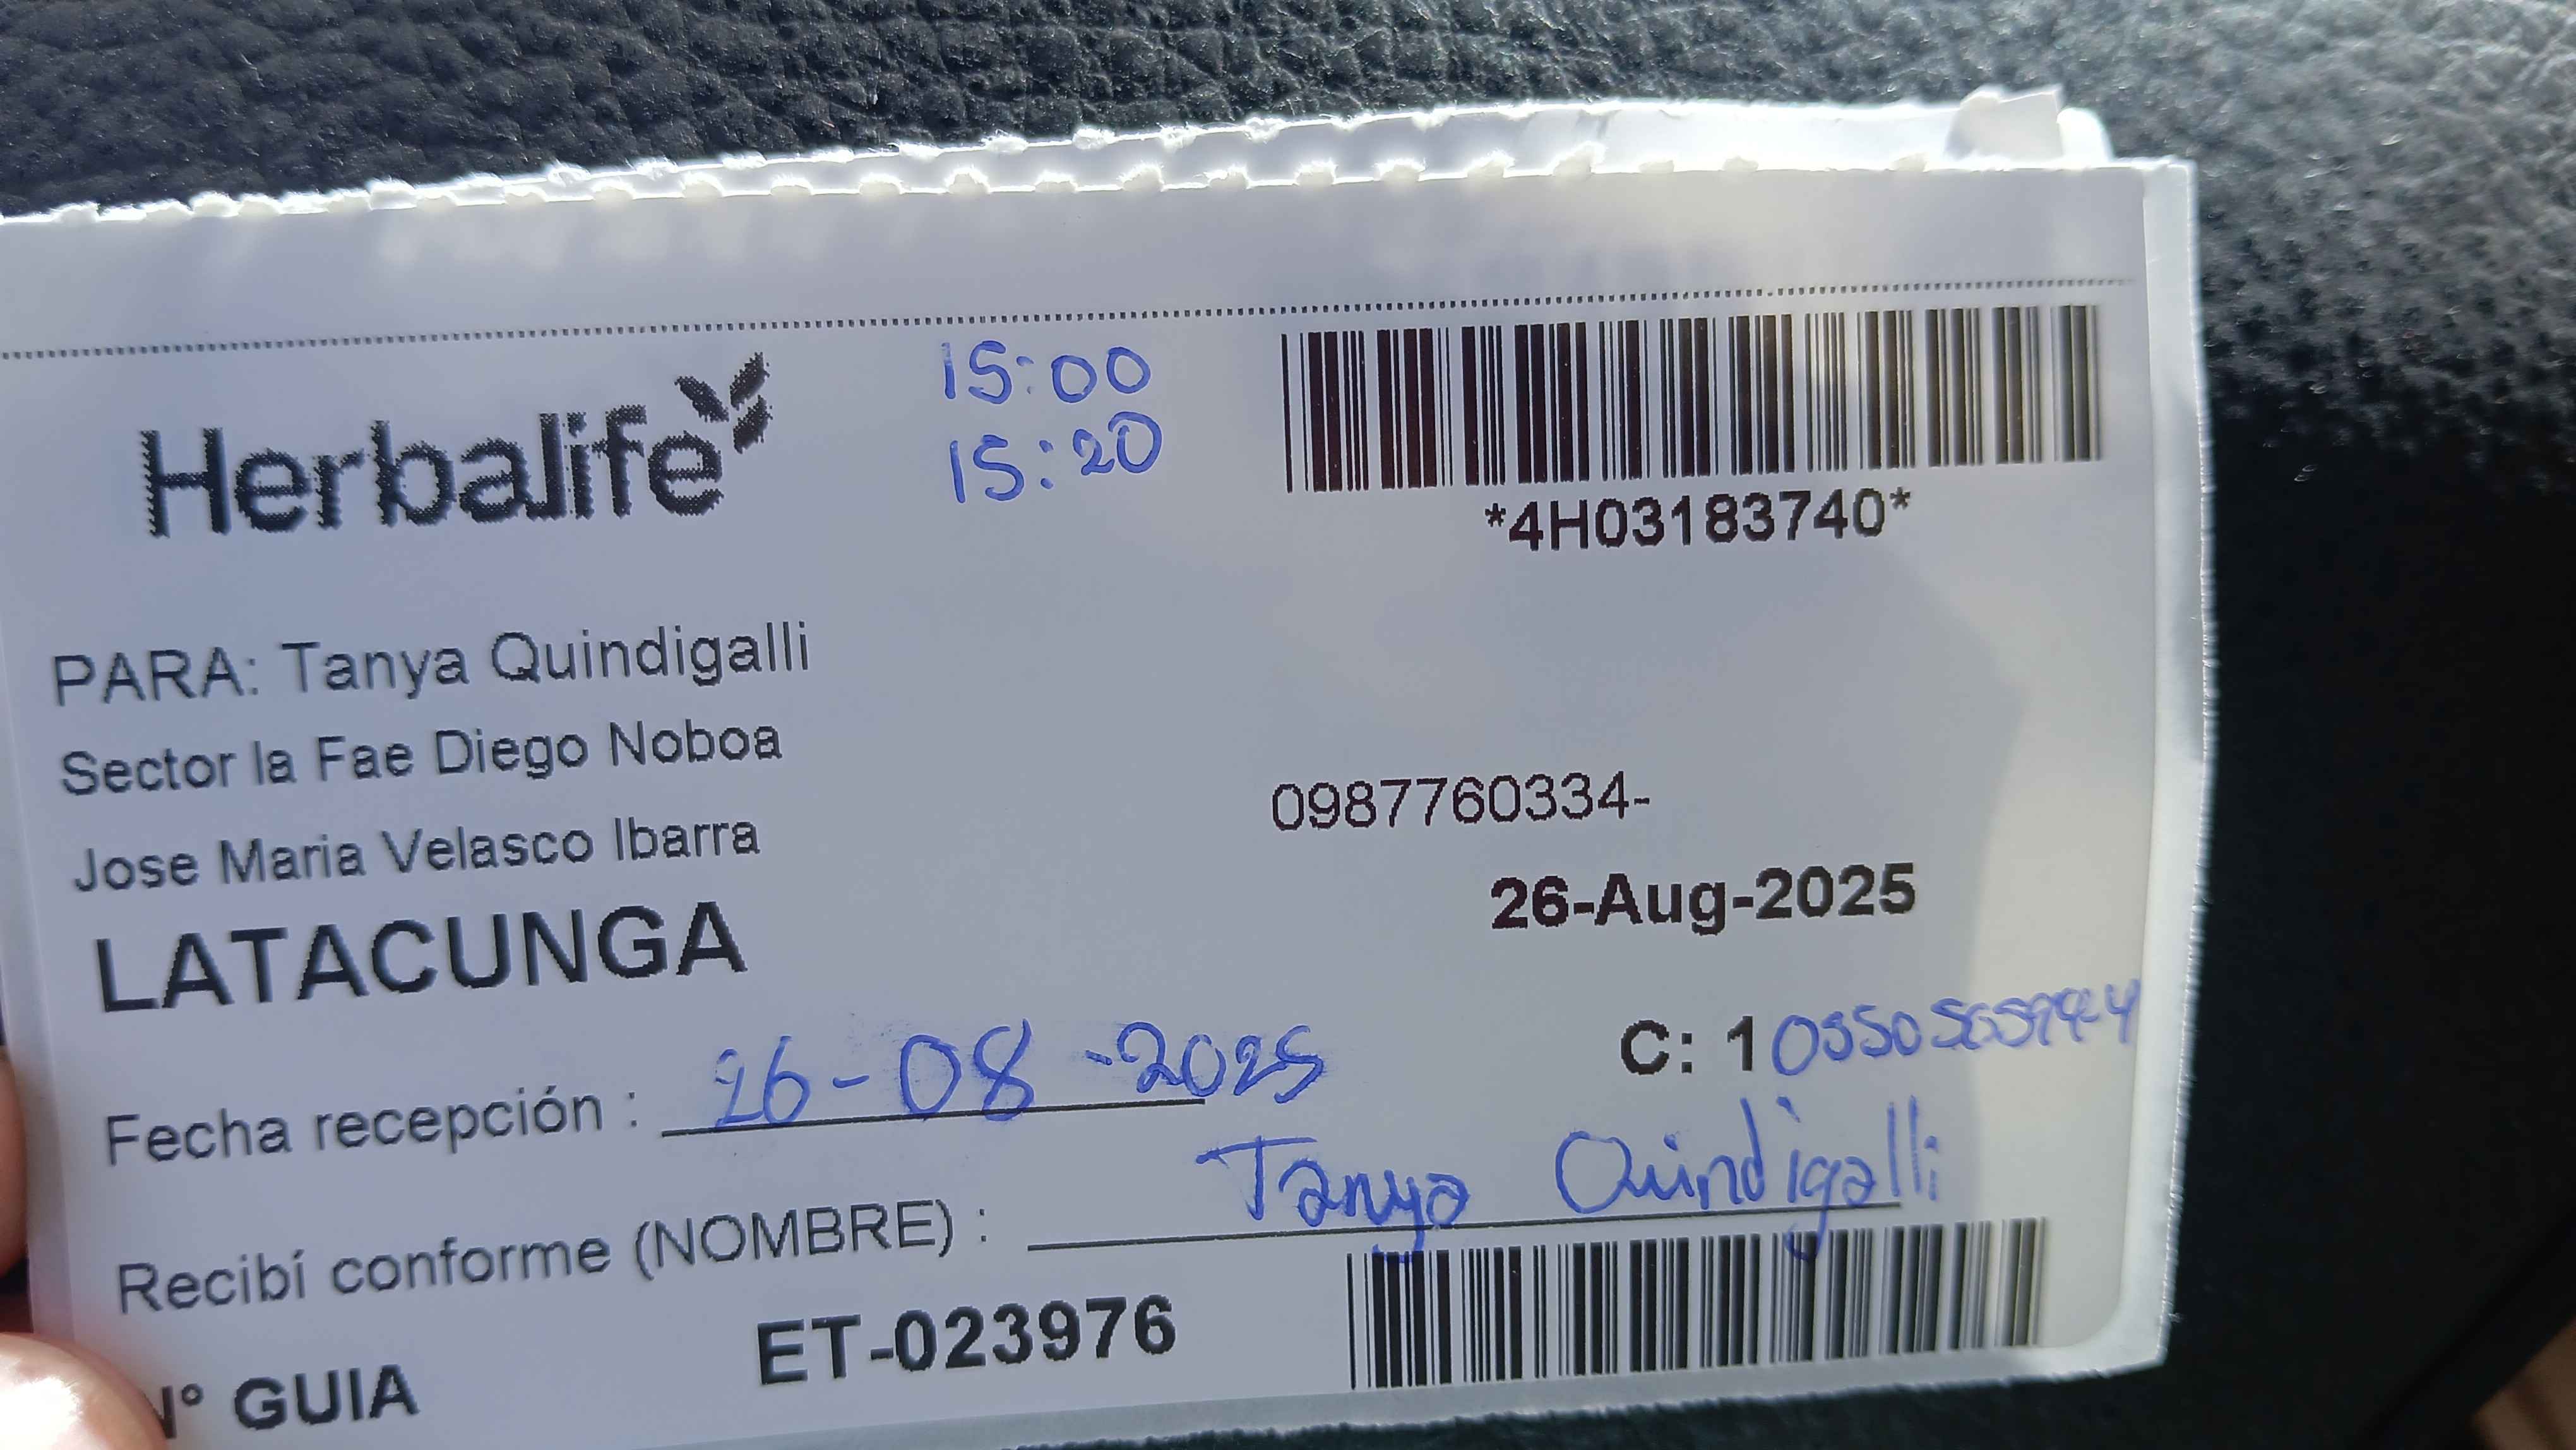 Herbalife
15:00
15:20
*4H03183740*
PARA: Tanya Quindigalli
Sector la Fae Diego Noboa
0987760334-
Jose Maria Velasco Ibarra
26-Aug-2025
LATACUNGA
C: 1
Fecha recepción : 26-08-2025
Recibí conforme (NOMBRE) : Tanya Quindigalli
N° GUIA ET-023976